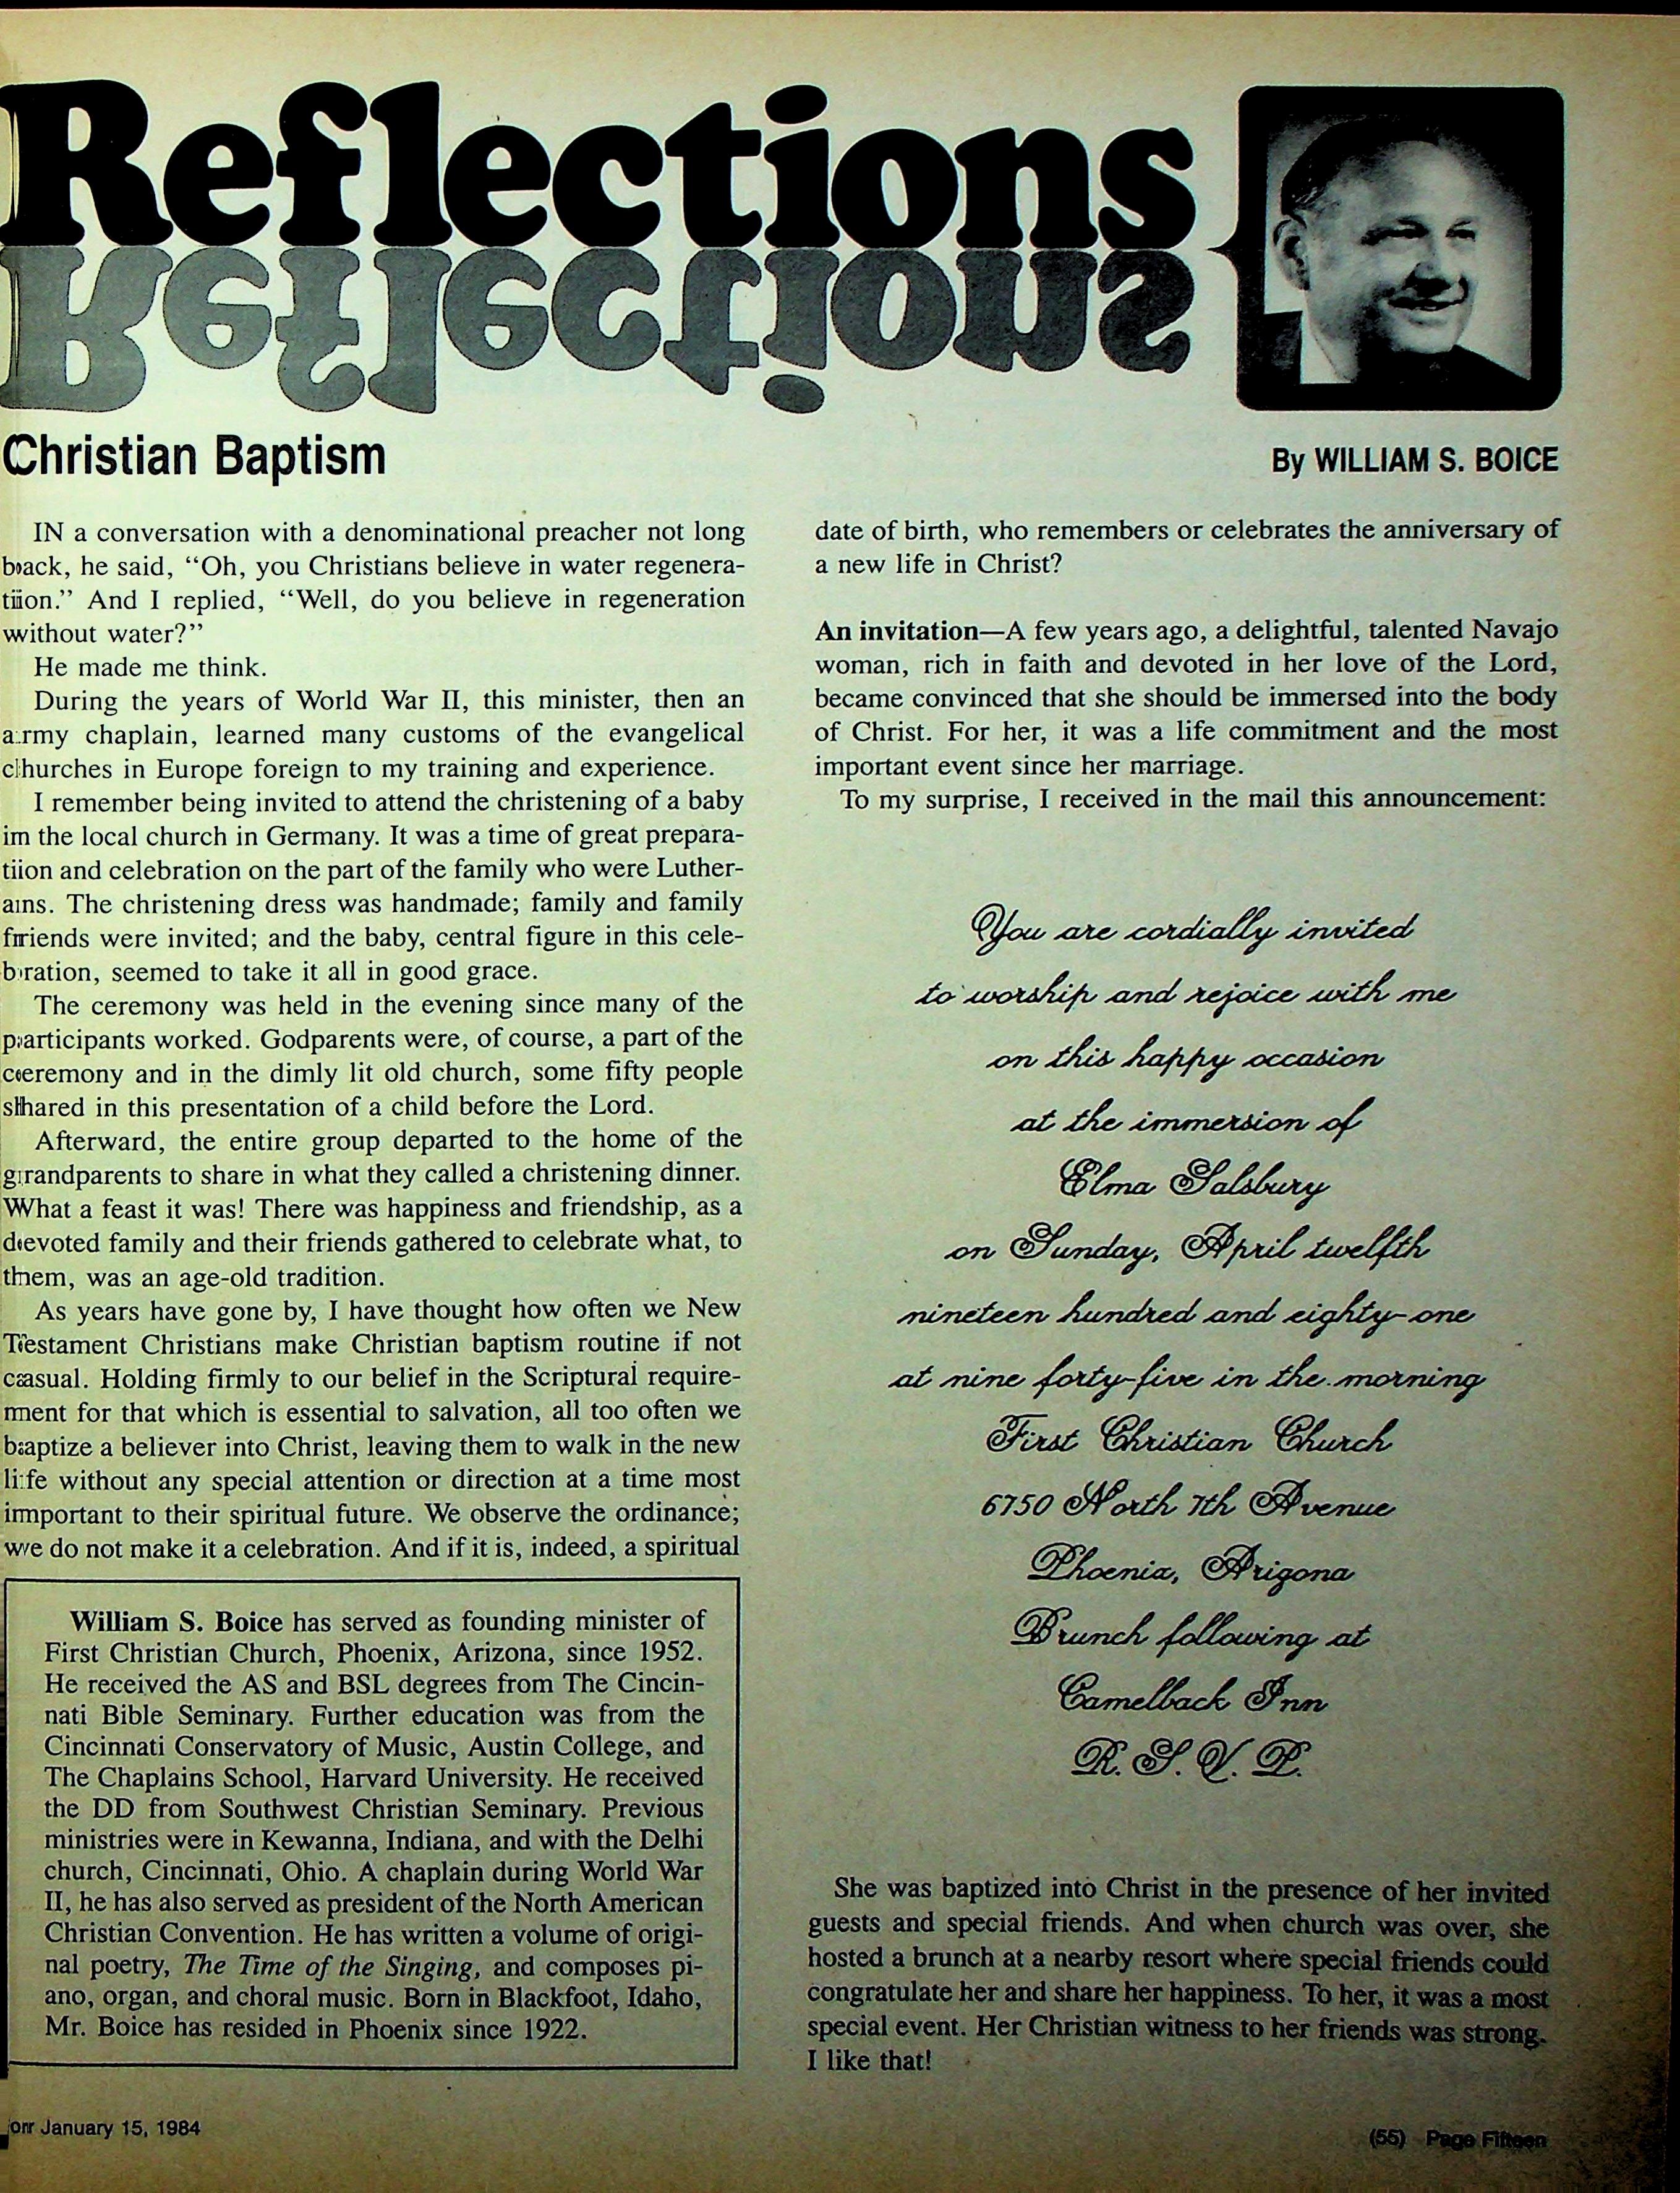 Reflections
Reflections
Christian Baptism
By WILLIAM S. BOICE
IN a conversation with a denominational preacher not long
back, he said, “Oh, you Christians believe in water regenera-
tion.” And I replied, “Well, do you believe in regeneration
without water?”
He made me think.
During the years of World War II, this minister, then an
army chaplain, learned many customs of the evangelical
churches in Europe foreign to my training and experience.
I remember being invited to attend the christening of a baby
in the local church in Germany. It was a time of great prepara-
tion and celebration on the part of the family who were Luther-
ans. The christening dress was handmade; family and family
friends were invited; and the baby, central figure in this cele-
bration, seemed to take it all in good grace.
The ceremony was held in the evening since many of the
participants worked. Godparents were, of course, a part of the
ceremony and in the dimly lit old church, some fifty people
shared in this presentation of a child before the Lord.
Afterward, the entire group departed to the home of the
grandparents to share in what they called a christening dinner.
What a feast it was! There was happiness and friendship, as a
devoted family and their friends gathered to celebrate what, to
them, was an age-old tradition.
As years have gone by, I have thought how often we New
Testament Christians make Christian baptism routine if not
casual. Holding firmly to our belief in the Scriptural require-
ment for that which is essential to salvation, all too often we
baptize a believer into Christ, leaving them to walk in the new
life without any special attention or direction at a time most
important to their spiritual future. We observe the ordinance;
we do not make it a celebration. And if it is, indeed, a spiritual
William S. Boice has served as founding minister of
First Christian Church, Phoenix, Arizona, since 1952.
He received the AS and BSL degrees from The Cincin-
nati Bible Seminary. Further education was from the
Cincinnati Conservatory of Music, Austin College, and
The Chaplains School, Harvard University. He received
the DD from Southwest Christian Seminary. Previous
ministries were in Kewanna, Indiana, and with the Delhi
church, Cincinnati, Ohio. A chaplain during World War
II, he has also served as president of the North American
Christian Convention. He has written a volume of origi-
nal poetry, The Time of the Singing, and composes pi-
ano, organ, and choral music. Born in Blackfoot, Idaho,
Mr. Boice has resided in Phoenix since 1922.
date of birth, who remembers or celebrates the anniversary of
a new life in Christ?
An invitation—A few years ago, a delightful, talented Navajo
woman, rich in faith and devoted in her love of the Lord,
became convinced that she should be immersed into the body
of Christ. For her, it was a life commitment and the most
important event since her marriage.
To my surprise, I received in the mail this announcement:
You are cordially invited
to worship and rejoice with me
on this happy occasion
at the immersion of
Elma Salsbury
on Sunday, April twelfth
nineteen hundred and eighty-one
at nine forty-five in the morning
First Christian Church
6750 North 7th Avenue
Phoenix, Arizona
Brunch following at
Camelback Inn
R.S.V.P.
She was baptized into Christ in the presence of her invited
guests and special friends. And when church was over, she
hosted a brunch at a nearby resort where special friends could
congratulate her and share her happiness. To her, it was a most
special event. Her Christian witness to her friends was strong.
I like that!
or January 15, 1984
(55) Page Fifteen